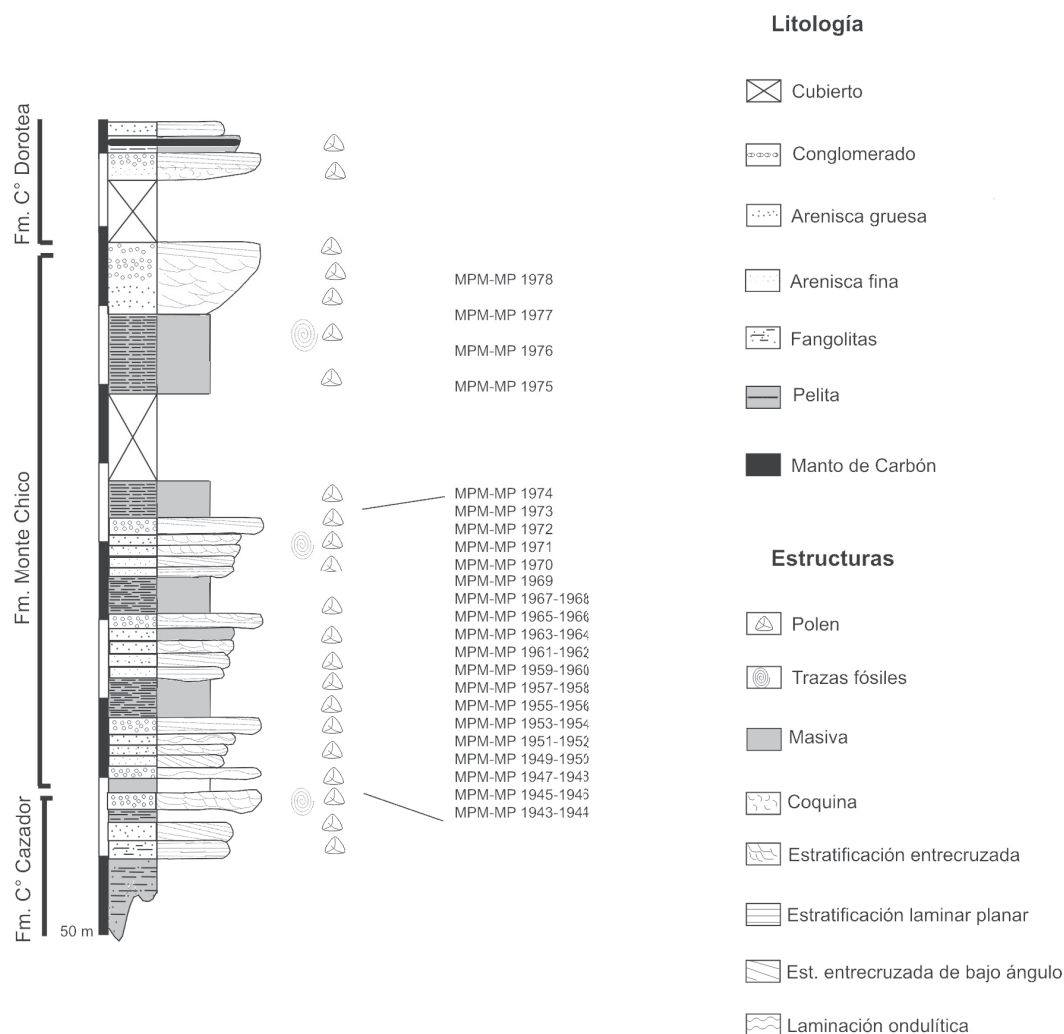 Fm. C° Dorotea
Fm. Monte Chico
Fm. C° Cazador
50 m
MPM-MP 1978
MPM-MP 1977
MPM-MP 1976
MPM-MP 1975
MPM-MP 1974
MPM-MP 1973
MPM-MP 1972
MPM-MP 1971
MPM-MP 1970
MPM-MP 1969
MPM-MP 1967-1968
MPM-MP 1965-1966
MPM-MP 1963-1964
MPM-MP 1961-1962
MPM-MP 1959-1960
MPM-MP 1957-1958
MPM-MP 1955-1956
MPM-MP 1953-1954
MPM-MP 1951-1952
MPM-MP 1949-1950
MPM-MP 1947-1948
MPM-MP 1945-1946
MPM-MP 1943-1944
Litología
Cubierto
Conglomerado
Arenisca gruesa
Arenisca fina
Fangolitas
Pelita
Manto de Carbón
Estructuras
Polen
Trazas fósiles
Masiva
Coquina
Estratificación entrecruzada
Estratificación laminar planar
Est. entrecruzada de bajo ángulo
Laminación ondulítica